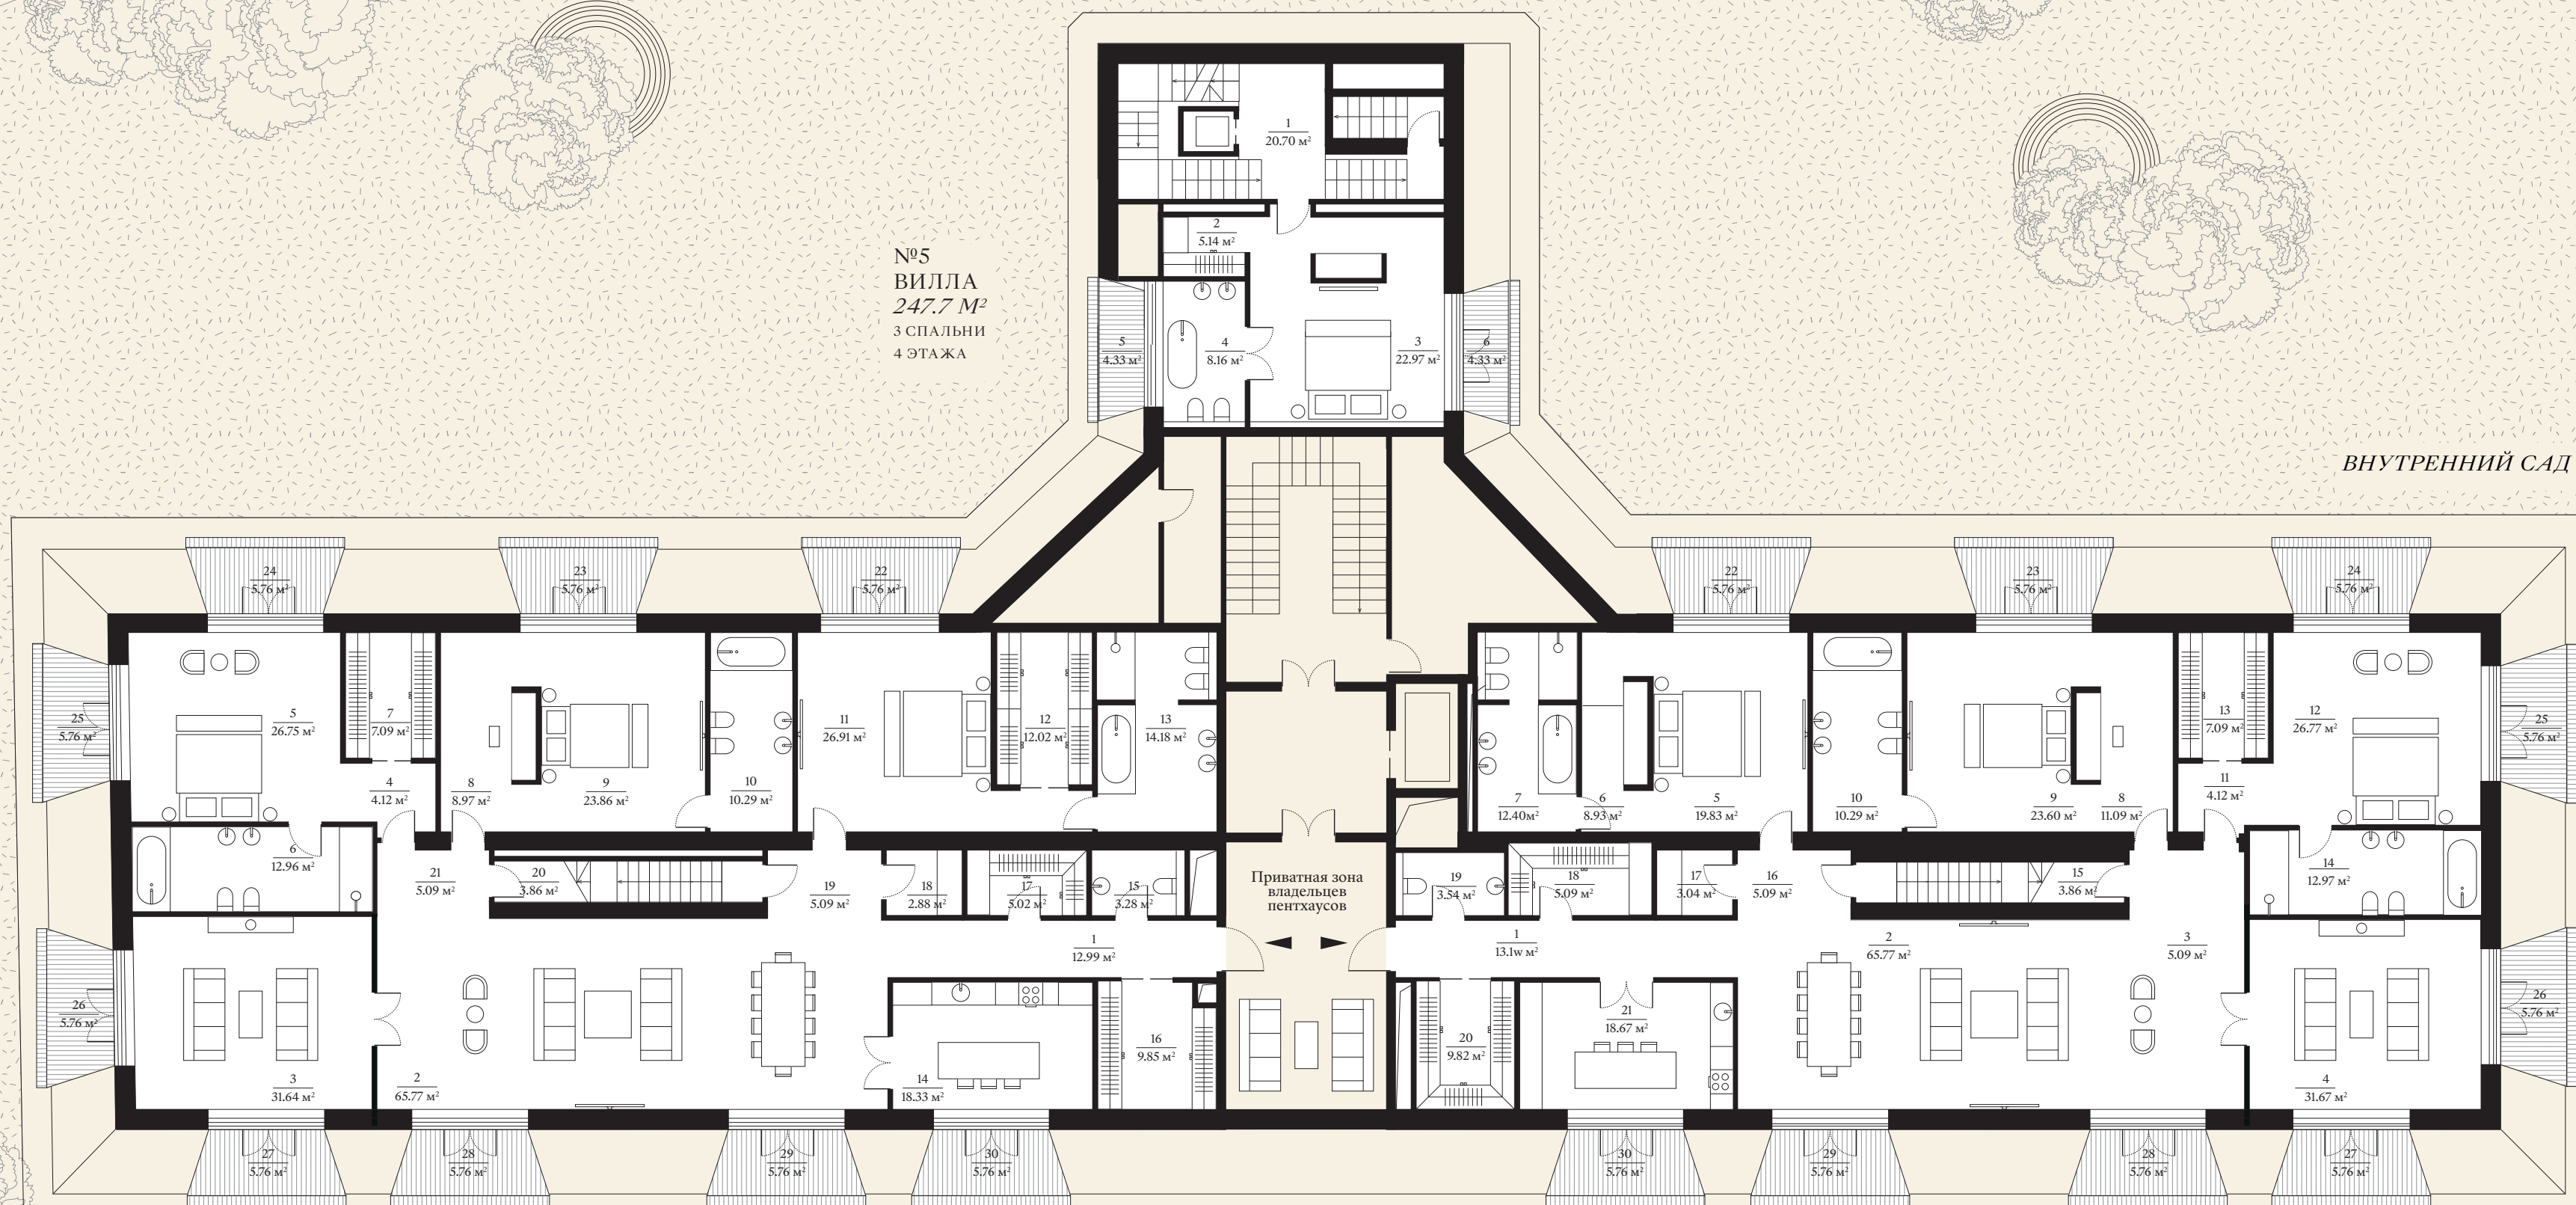 1
20.70 м²
2
5.14 м²
№5
ВИЛЛА
247.7 М²
3 СПАЛЬНИ
4 ЭТАЖА
5
4.33 м²
4
8.16 м²
3
22.97 м²
6
4.33 м²
ВНУТРЕННИЙ САД
24
5.76 м²
23
5.76 м²
22
5.76 м²
22
5.76 м²
23
5.76 м²
24
5.76 м²
25
5.76 м²
5
26.75 м²
7
7.09 м²
4
4.12 м²
8
8.97 м²
9
23.86 м²
10
10.29 м²
11
26.91 м²
12
12.02 м²
13
14.18 м²
7
12.40м²
6
8.93 м²
5
19.83 м²
10
10.29 м²
9
23.60 м²
8
11.09 м²
13
7.09 м²
11
4.12 м²
12
26.77 м²
25
5.76 м²
6
12.96 м²
21
5.09 м²
20
3.86 м²
19
5.09 м²
18
2.88 м²
17
5.02 м²
15
3.28 м²
Приватная зона
владельцев
пентхаусов
19
3.54 м²
18
5.09 м²
17
3.04 м²
16
5.09 м²
15
3.86 м²
14
12.97 м²
1
12.99 м²
1
13.1w м²
2
65.77 м²
3
5.09 м²
26
5.76 м²
26
5.76 м²
3
31.64 м²
2
65.77 м²
14
18.33 м²
16
9.85 м²
20
9.82 м²
21
18.67 м²
4
31.67 м²
27
5.76 м²
28
5.76 м²
29
5.76 м²
30
5.76 м²
30
5.76 м²
29
5.76 м²
28
5.76 м²
27
5.76 м²